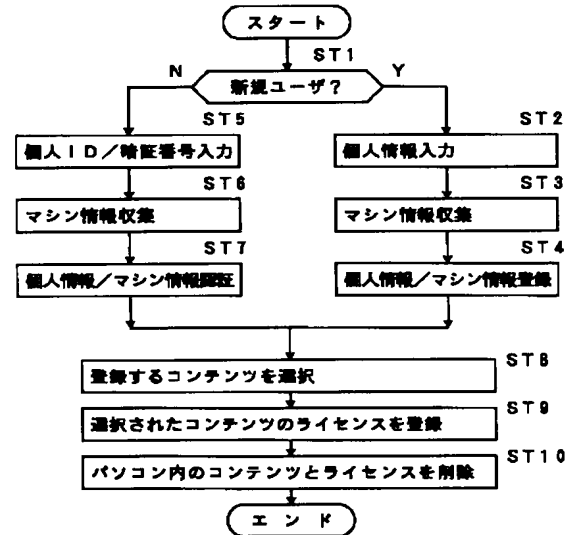 スタート
ST1
N
新規ユーザ?
Y
ST5
ST2
個人ID/暗証番号入力
個人情報入力
ST6
ST3
マシン情報収集
マシン情報収集
ST7
ST4
個人情報/マシン情報認証
個人情報/マシン情報登録
ST8
登録するコンテンツを選択
ST9
選択されたコンテンツのライセンスを登録
ST10
パソコン内のコンテンツとライセンスを削除
エンド